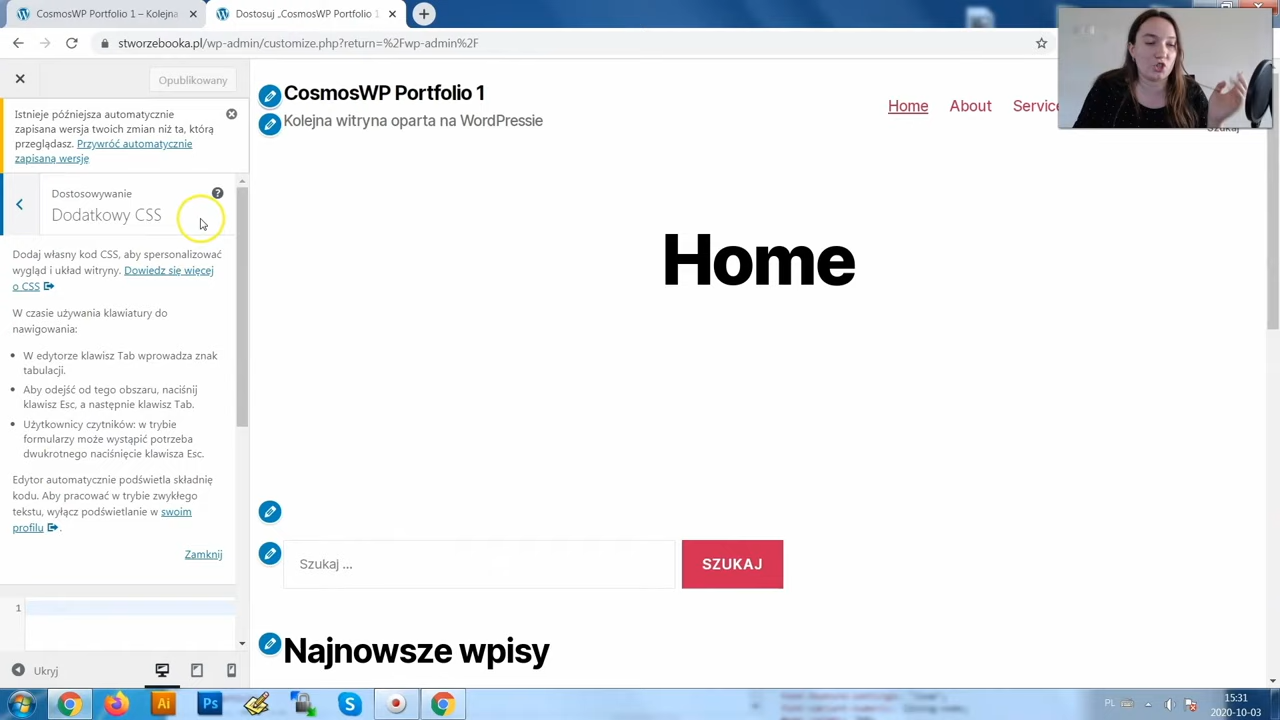 CosmosWP Portfolio 1 ‹ Kokpit
Dostosuj „CosmosWP Portfolio 1
stworzebooka.pl/wp-admin/customize.php?return=%2Fwp-admin%2F
Opublikowany
Istnieje późniejsza automatycznie
zapisana wersja twoich zmian niż ta, którą
przeglądasz. Przywróć automatycznie
zapisaną wersję
Dostosowywanie
Dodatkowy CSS
Dodaj własny kod CSS, aby spersonalizować
wygląd i układ witryny. Dowiedz się więcej
o CSS
W czasie używania klawiatury do
nawigowania:
W edytorze klawisz Tab wprowadza znak
tabulacji.
Aby odejść od tego obszaru, naciśnij
klawisz Esc, a następnie klawisz Tab.
Użytkownicy czytników: w trybie
formularzy może wystąpić potrzeba
dwukrotnego naciśnięcie klawisza Esc.
Edytor automatycznie podświetla składnię
kodu. Aby pracować w trybie zwykłego
tekstu, wyłącz podświetlanie w swoim
profilu.
Zamknij
1
Ukryj
CosmosWP Portfolio 1
Kolejna witryna oparta na WordPressie
Home About Service
Szukaj
Home
Szukaj …
SZUKAJ
Najnowsze wpisy
PL
15:31
2020-10-03